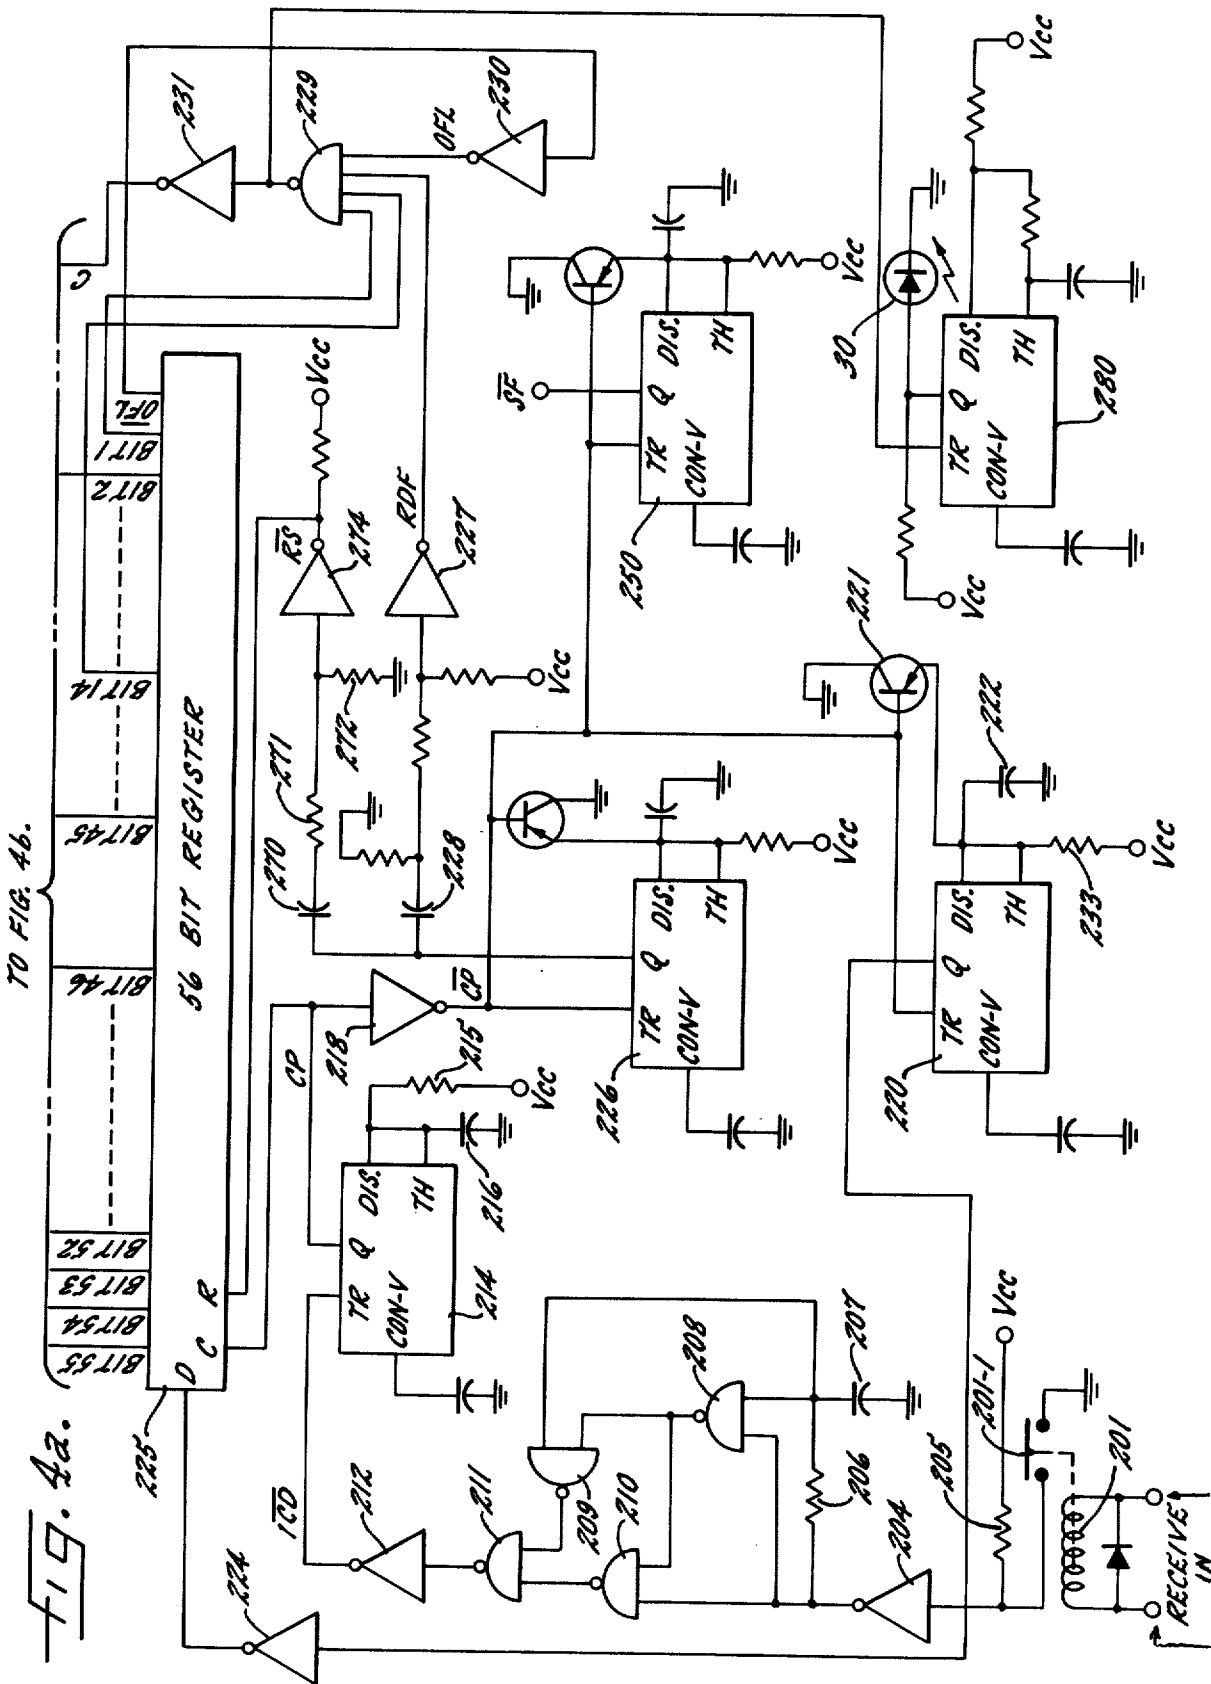 Fig. 4a.
TO FIG. 4b.
BIT 55
BIT 54
BIT 53
BIT 52
BIT 46
BIT 45
BIT 14
BIT 2
BIT 1
OFL
C
225
D
C
R
56 BIT REGISTER
231
229
OFL
230
224
1CD
212
211
209
210
208
207
206
204
205
Vcc
201-1
201
RECEIVE
IN
CP
TR
Q
DIS.
TH
CON-V
214
215
216
Vcc
218
CP
270
271
272
RS
274
Vcc
228
RDF
227
Vcc
226
TR
Q
DIS.
TH
CON-V
Vcc
220
TR
Q
DIS.
TH
CON-V
221
222
233
Vcc
250
SF
TR
Q
DIS.
TH
CON-V
Vcc
30
Vcc
TR
Q
DIS.
TH
CON-V
280
Vcc